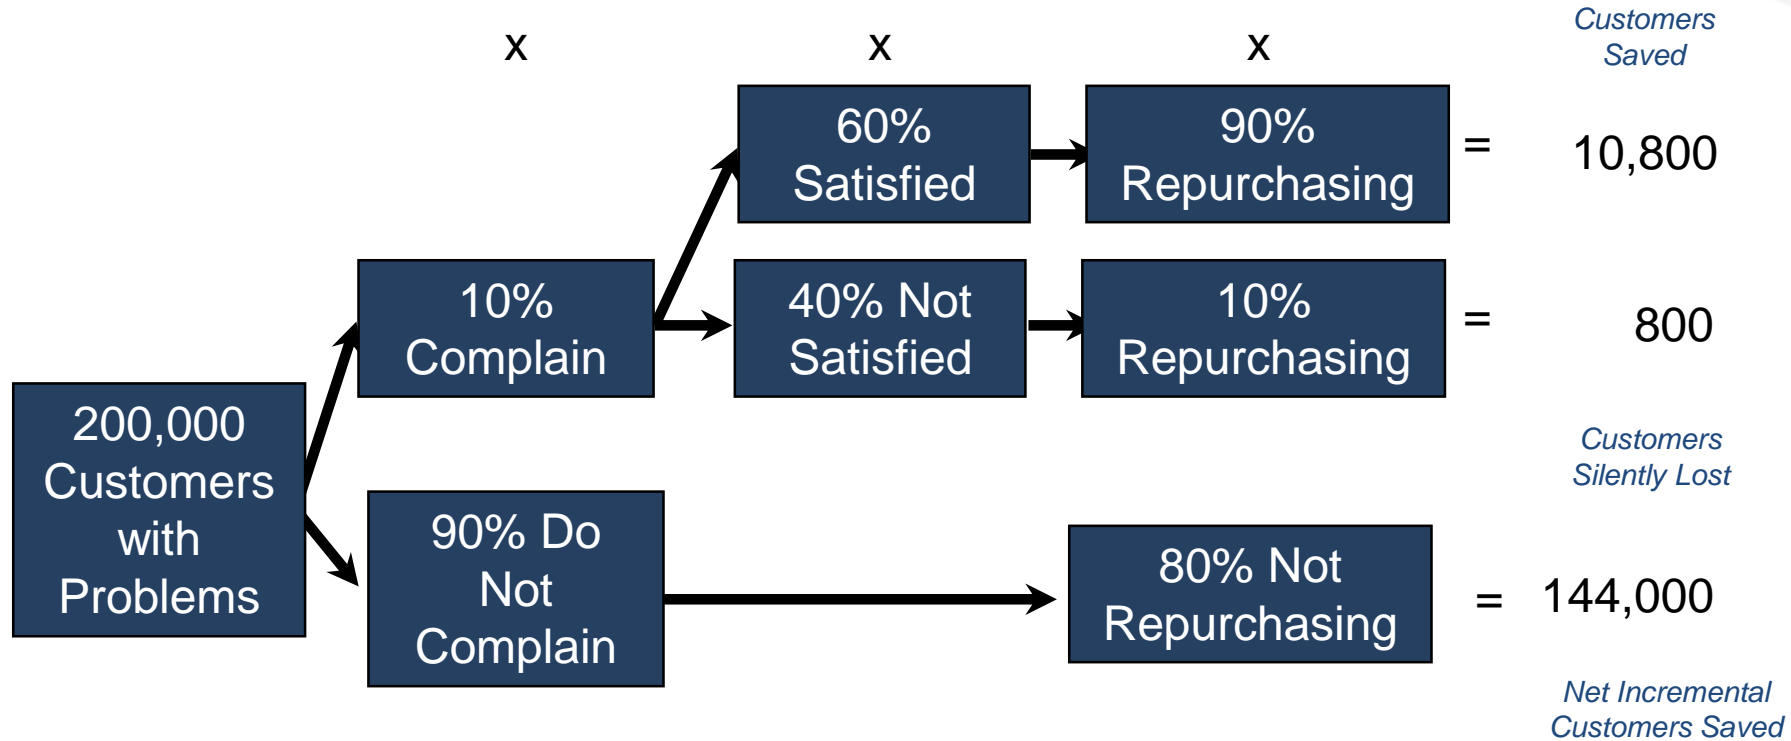 x
x
x
Customers
Saved
60%
Satisfied
90%
Repurchasing
=
10,800
10%
Complain
40% Not
Satisfied
10%
Repurchasing
=
800
200,000
Customers
with
Problems
Customers
Silently Lost
90% Do
Not
Complain
80% Not
Repurchasing
=
144,000
Net Incremental
Customers Saved